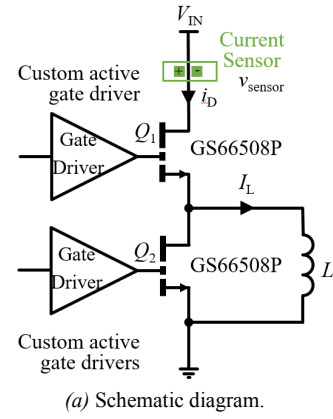 V_IN
Current
Sensor
+ -
v_sensor
Custom active
gate driver
i_D
Gate
Driver
Q_1
GS66508P
I_L
Gate
Driver
Q_2
GS66508P
L
Custom active
gate drivers
(a) Schematic diagram.